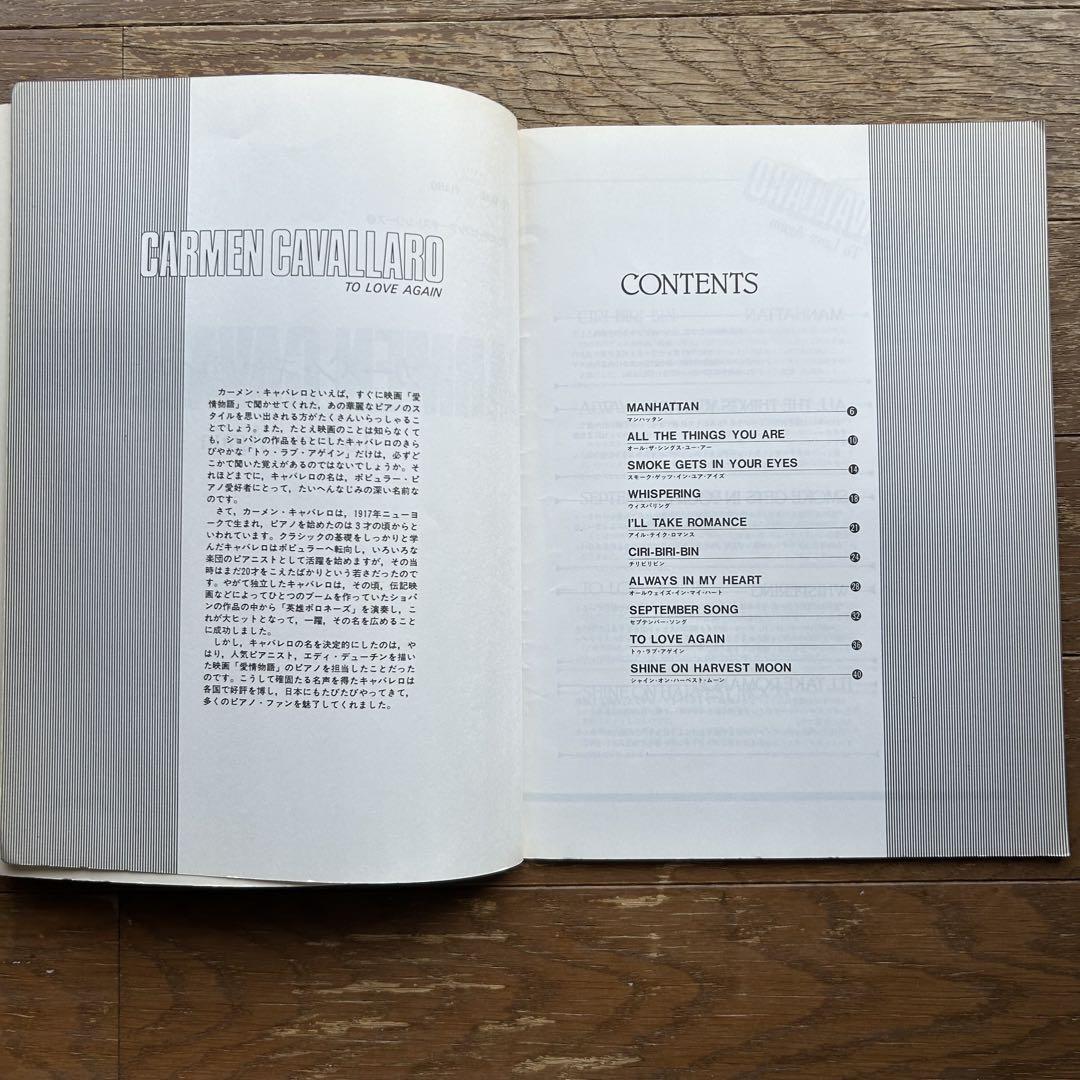 CARMEN CAVALLARO
TO LOVE AGAIN
カーメン・キャバレロといえば，すぐに映画「愛
情物語」で聞かせてくれた，あの華麗なピアノのス
タイルを思い出される方がたくさんいらっしゃるこ
とでしょう。また，たとえ映画のことは知らなくて
も，ショパンの作品をもとにしたキャバレロのきら
びやかな「トゥ・ラブ・アゲイン」だけは，必ずど
こかで聞いた覚えがあるのではないでしょうか。そ
れほどまでに，キャバレロの名は，ポピュラー・ピ
アノ愛好者にとって，たいへんなじみの深い名前な
のです。
さて，カーメン・キャバレロは，1917年ニューヨ
ークで生まれ，ピアノを始めたのは3才の頃からと
いわれています。クラシックの基礎をしっかりと学
んだキャバレロはポピュラーへ転向し，いろいろな
楽団のピアニストとして活躍を始めますが，その当
時はまだ20才をこえたばかりという若さだったので
す。やがて独立したキャバレロは，その頃，伝記映
画などによってひとつのブームを作っていたショパ
ンの作品の中から「英雄ポロネーズ」を演奏し，こ
れが大ヒットとなって，一躍，その名を広めること
に成功しました。
しかし，キャバレロの名を決定的にしたのは，や
はり，人気ピアニスト，エディ・デューチンを描い
た映画「愛情物語」のピアノを担当したことだった
のです。こうして確固たる名声を得たキャバレロは
各国で好評を博し，日本にもたびたびやってきて，
多くのピアノ・ファンを魅了してくれました。
CONTENTS
MANHATTAN 6
マンハッタン
ALL THE THINGS YOU ARE 10
オール・ザ・シングス・ユー・アー
SMOKE GETS IN YOUR EYES 14
スモーク・ゲッツ・イン・ユア・アイズ
WHISPERING 18
ウィスパリング
I'LL TAKE ROMANCE 21
アイル・テイク・ロマンス
CIRI-BIRI-BIN 24
チリビリビン
ALWAYS IN MY HEART 28
オールウェイズ・イン・マイ・ハート
SEPTEMBER SONG 32
セプテンバー・ソング
TO LOVE AGAIN 36
トゥ・ラブ・アゲイン
SHINE ON HARVEST MOON 40
シャイン・オン・ハーベスト・ムーン